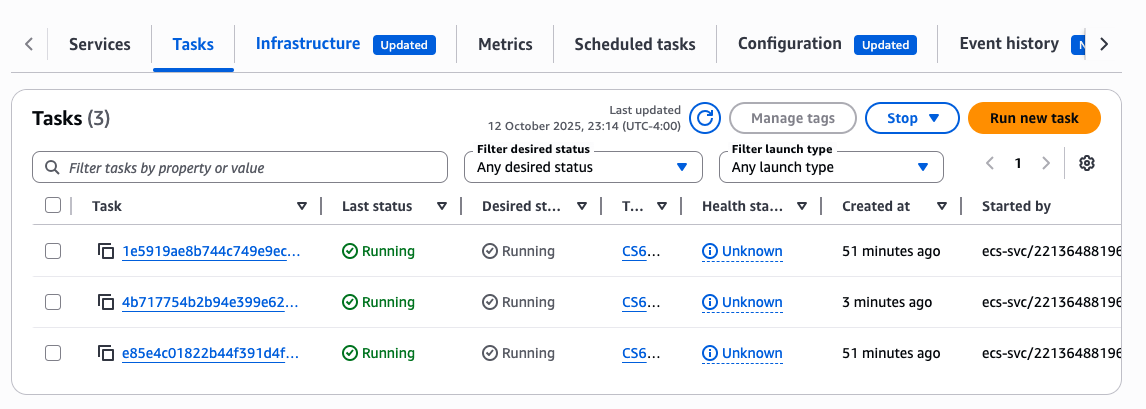 Services Tasks Infrastructure Updated Metrics Scheduled tasks Configuration Updated Event history N
Tasks (3)
Last updated
12 October 2025, 23:14 (UTC-4:00)
Manage tags Stop Run new task
Filter tasks by property or value
Filter desired status
Any desired status
Filter launch type
Any launch type
1
Task Last status Desired st... T... Health sta... Created at Started by
1e5919ae8b744c749e9ec... Running Running CS6... Unknown 51 minutes ago ecs-svc/22136488196
4b717754b2b94e399e62... Running Running CS6... Unknown 3 minutes ago ecs-svc/22136488196
e85e4c01822b44f391d4f... Running Running CS6... Unknown 51 minutes ago ecs-svc/22136488196